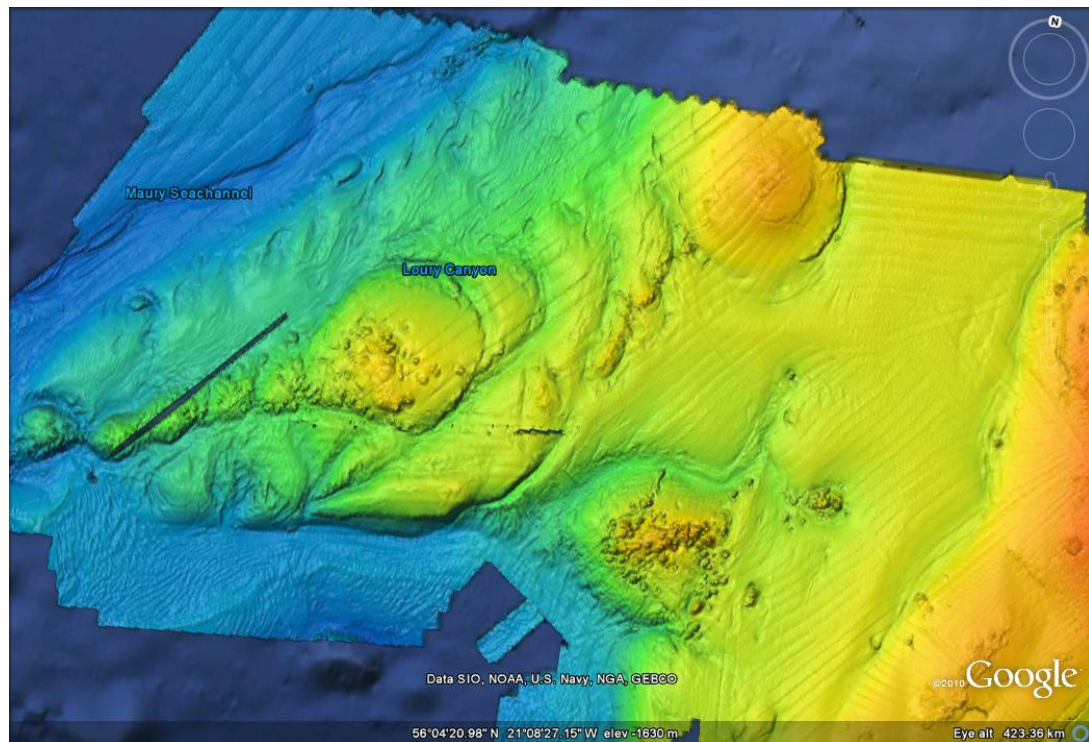 N
Maury Seachannel
Loury Canyon
Data SIO, NOAA, U.S. Navy, NGA, GEBCO
©2010 Google
56°04'20.98" N 21°08'27.15" W elev -1630 m
Eye alt 423.36 km